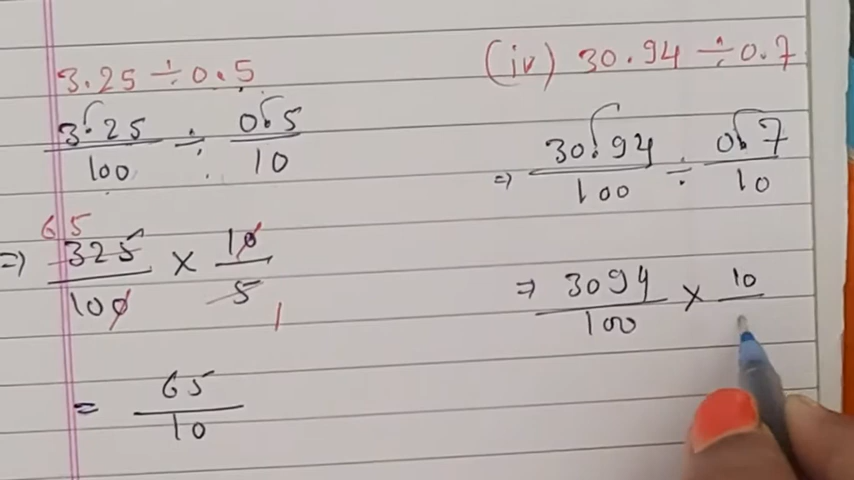 3.25 ÷ 0.5
3.25 / 100 ÷ 0.5 / 10
⇒ 325 / 100 × 10 / 5
65
1
= 65 / 10
(iv) 30.94 ÷ 0.7
⇒ 30.94 / 100 ÷ 0.7 / 10
⇒ 3094 / 100 × 10